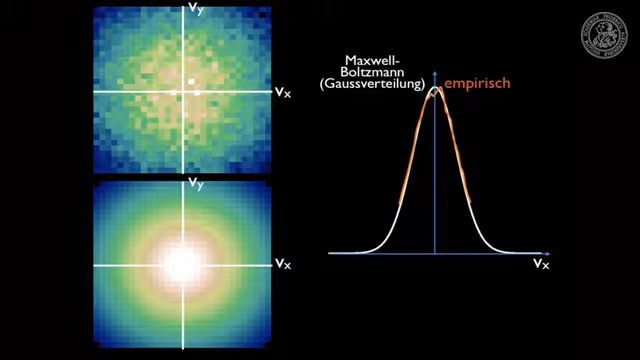 vy
vx
vy
vx
Maxwell-
Boltzmann
(Gaussverteilung)
empirisch
vx